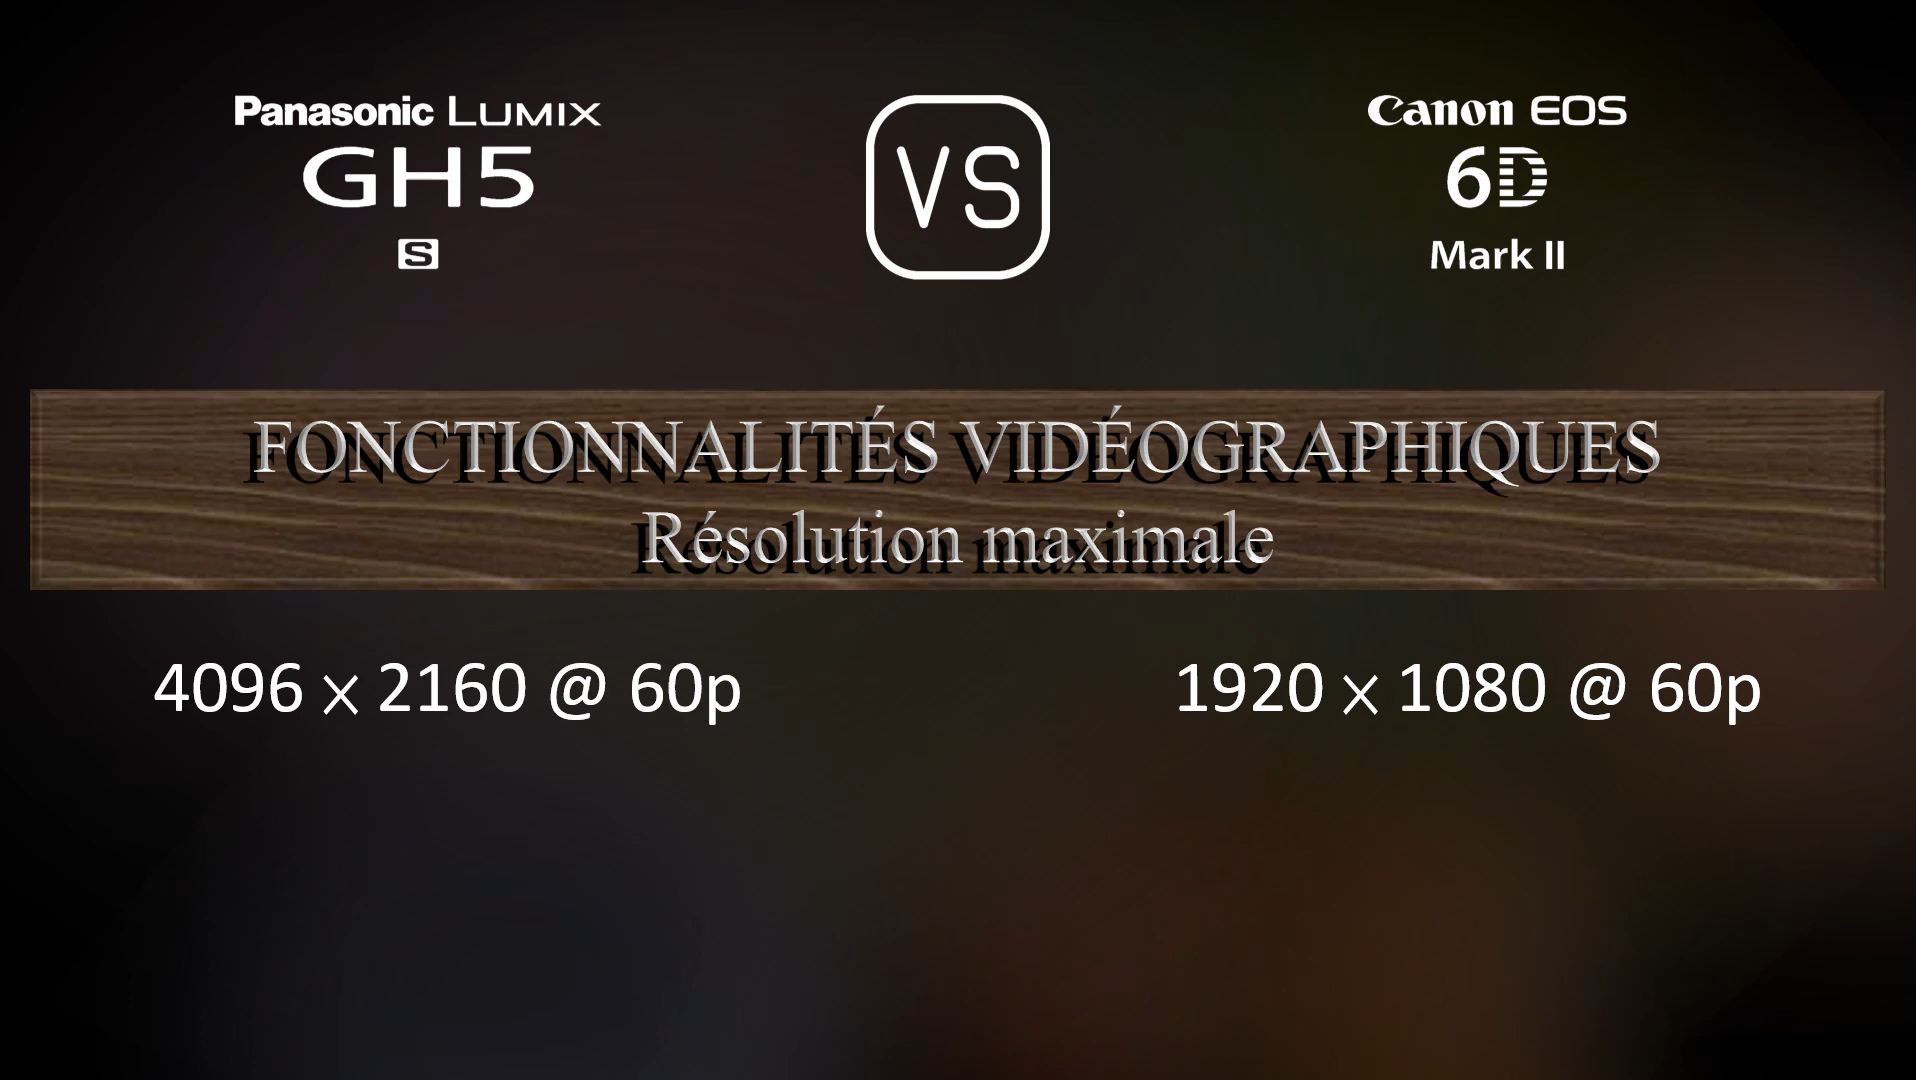 Panasonic LUMIX
GH5
S
VS
Canon EOS
6D
Mark II
FONCTIONNALITÉS VIDÉOGRAPHIQUES
Résolution maximale
4096 x 2160 @ 60p
1920 x 1080 @ 60p